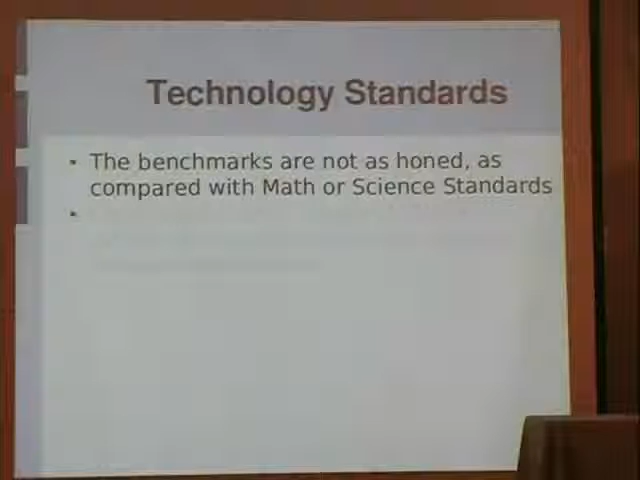 Technology Standards
• The benchmarks are not as honed, as
compared with Math or Science Standards
•